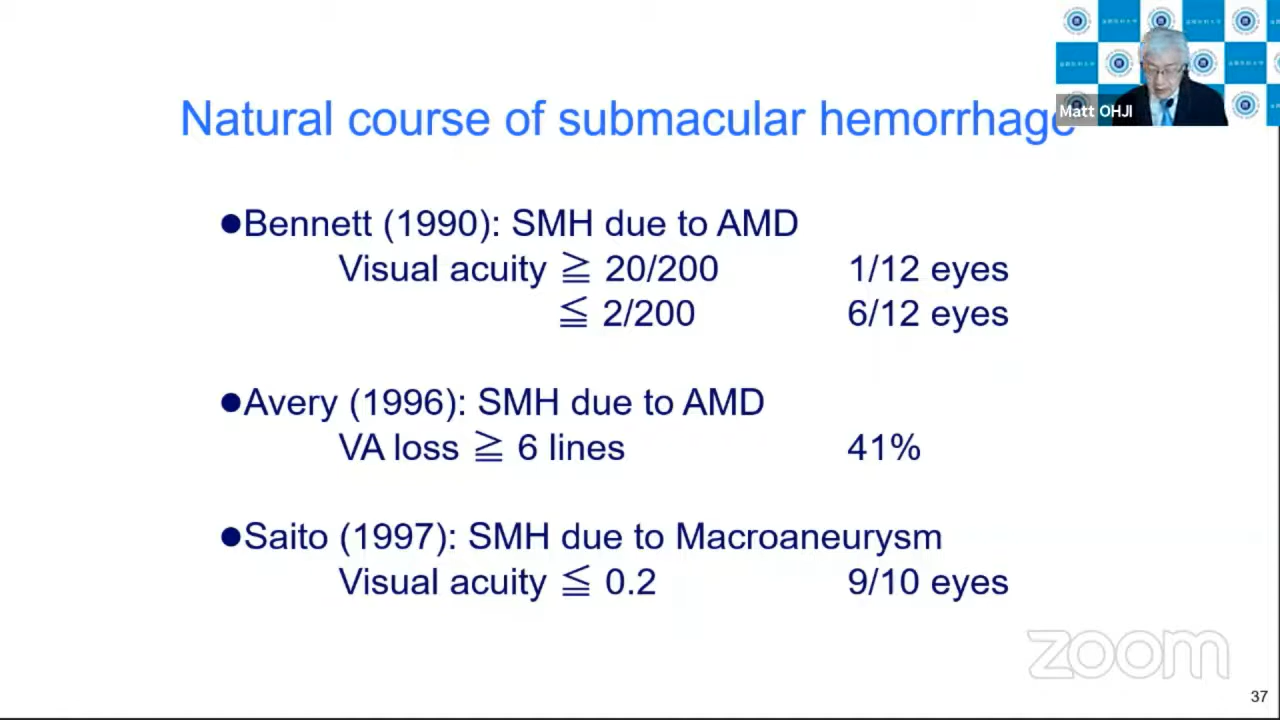 Natural course of submacular hemorrhage
Matt OHJI
●Bennett (1990): SMH due to AMD
Visual acuity ≧ 20/200 1/12 eyes
≦ 2/200 6/12 eyes
●Avery (1996): SMH due to AMD
VA loss ≧ 6 lines 41%
●Saito (1997): SMH due to Macroaneurysm
Visual acuity ≦ 0.2 9/10 eyes
zoom
37